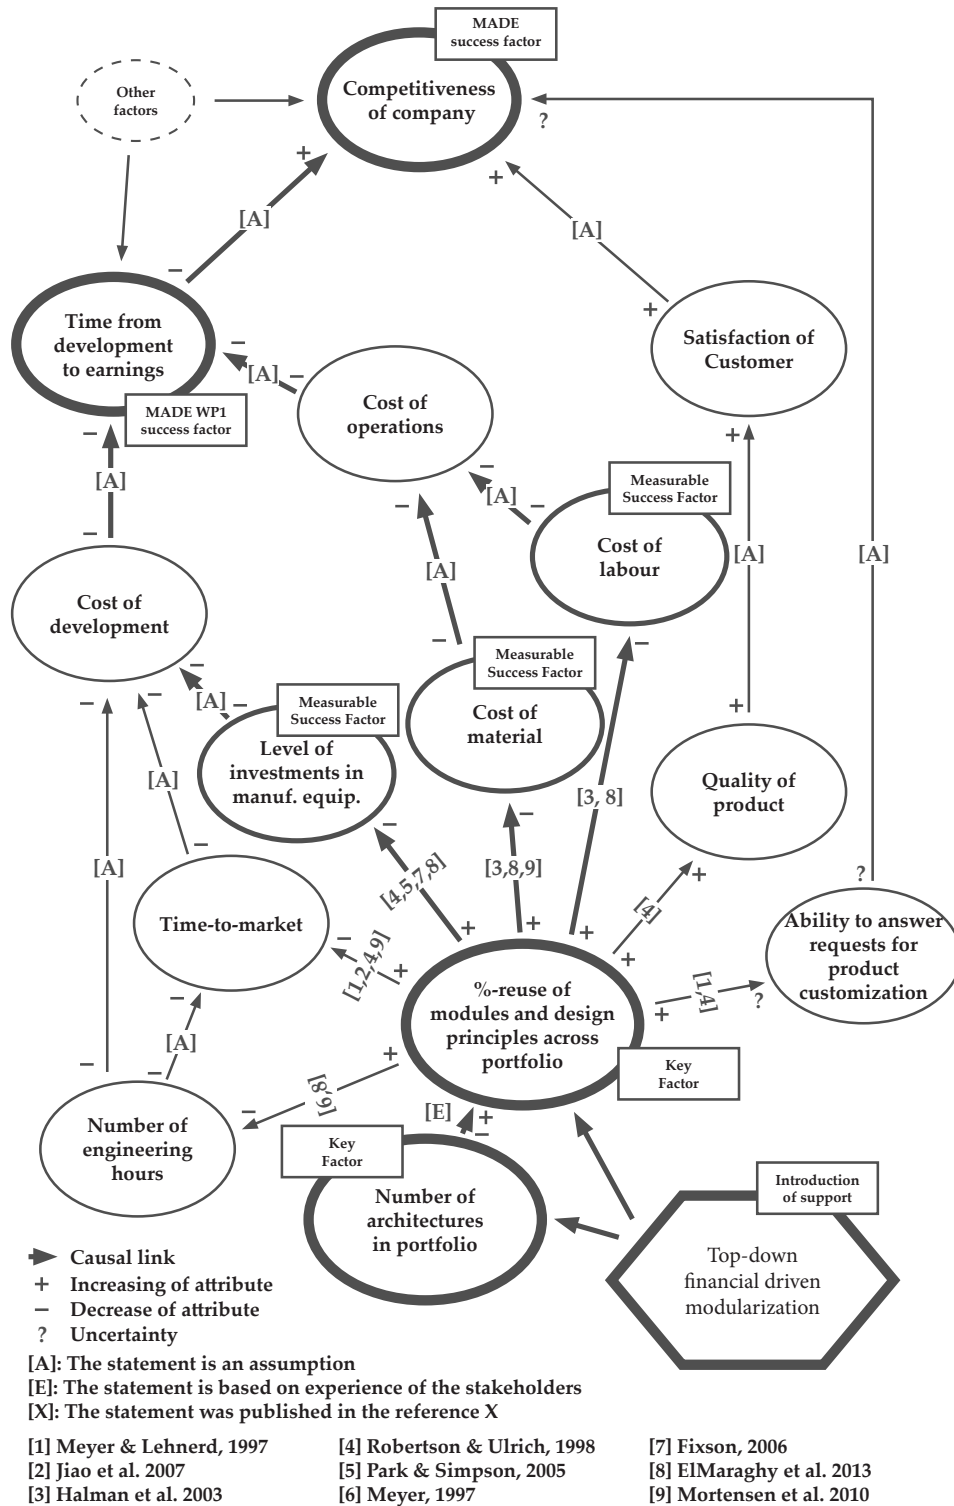 MADE
success factor
Competitiveness
of company
Other
factors
?
+
+
[A]
[A]
−
+
Time from
development
to earnings
Satisfaction of
Customer
−
[A]
−
MADE WP1
success factor
Cost of
operations
−
[A]
+
−
Measurable
Success Factor
−
[A]
−
−
[A]
[A]
[A]
Cost of
labour
−
Cost of
development
−
−
Measurable
Success Factor
−
[A]
−
−
−
Measurable
Success Factor
Cost of
material
+
Level of
investments in
manuf. equip.
Quality of
product
[A]
[3, 8]
−
−
−
+
[A]
[4,5,7,8]
[3,8,9]
[4]
?
Time-to-market
Ability to answer
requests for
product
customization
+
+
+
+
−
[1,2,4,9]
+
[1,4]
?
+
%-reuse of
modules and design
principles across
portfolio
−
[A]
+
Key
Factor
−
−
[8,9]
−
[E]
+
−
Number of
engineering
hours
Key
Factor
Number of
architectures
in portfolio
Introduction
of support
Top-down
financial driven
modularization
Causal link
+ Increasing of attribute
− Decrease of attribute
? Uncertainty
[A]: The statement is an assumption
[E]: The statement is based on experience of the stakeholders
[X]: The statement was published in the reference X
[1] Meyer & Lehnerd, 1997
[2] Jiao et al. 2007
[3] Halman et al. 2003
[4] Robertson & Ulrich, 1998
[5] Park & Simpson, 2005
[6] Meyer, 1997
[7] Fixson, 2006
[8] ElMaraghy et al. 2013
[9] Mortensen et al. 2010